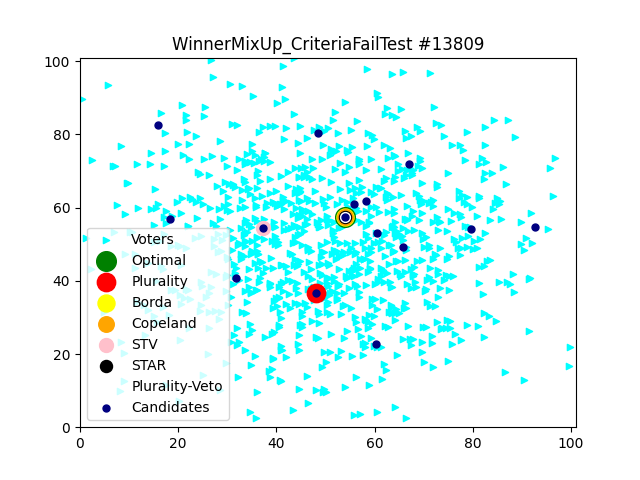 WinnerMixUp_CriteriaFailTest #13809
100
80
60
40
20
0
0
20
40
60
80
100
Voters
Optimal
Plurality
Borda
Copeland
STV
STAR
Plurality-Veto
Candidates